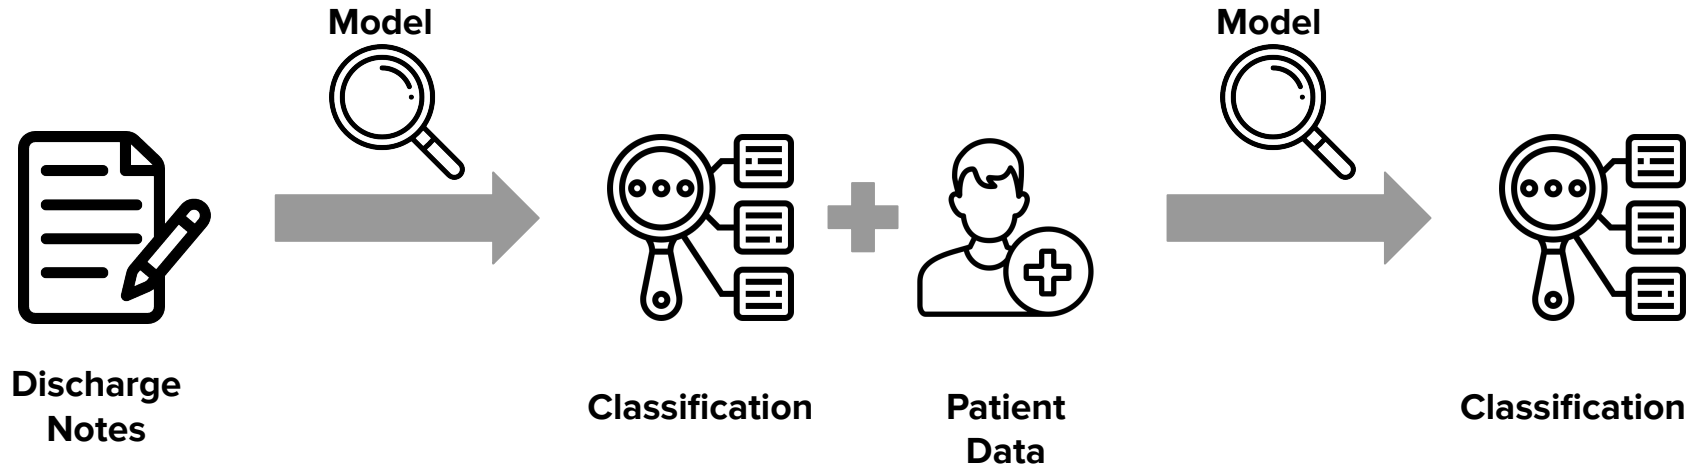 Model
Model
Discharge
Notes
Classification
Patient
Data
Classification